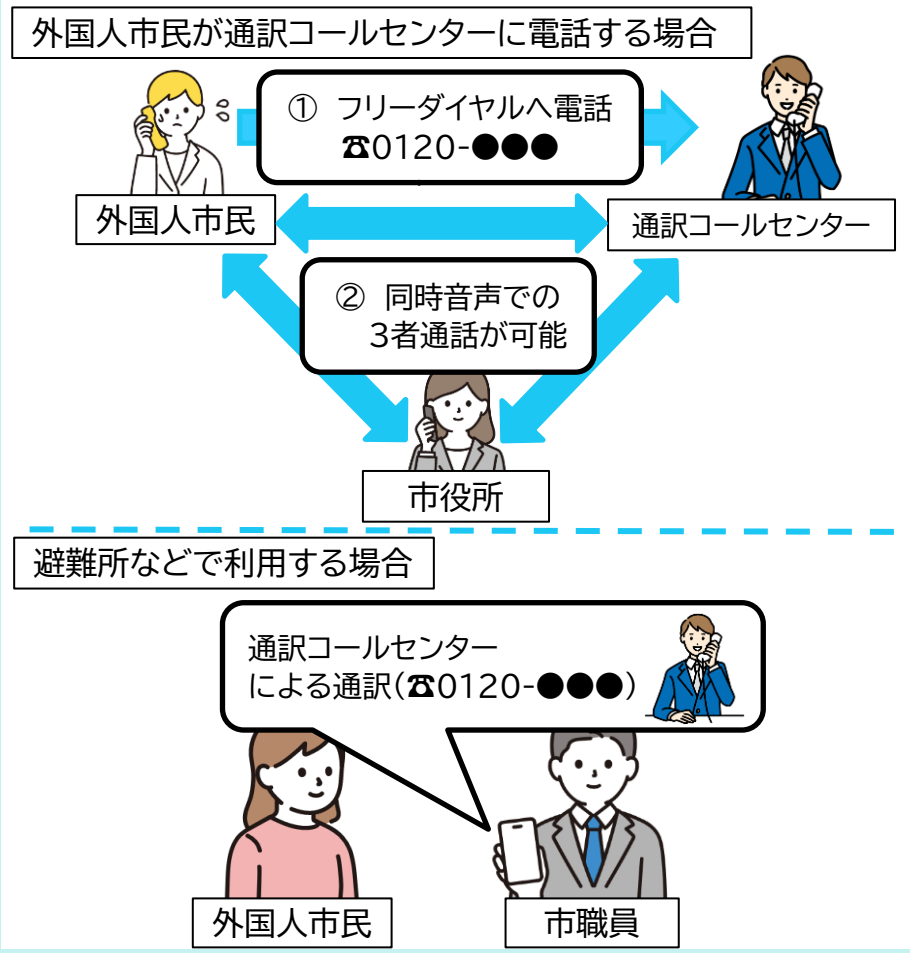 外国人市民が通訳コールセンターに電話する場合
① フリーダイヤルへ電話
☎0120-●●●
外国人市民
通訳コールセンター
② 同時音声での
3者通話が可能
市役所
避難所などで利用する場合
通訳コールセンター
による通訳(☎0120-●●●)
外国人市民
市職員